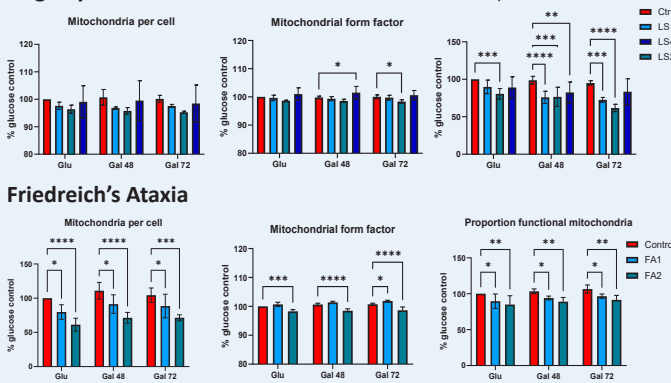 Mitochondria per cell
120
110
100
90
80
% glucose control
Glu
Gal 48
Gal 72
Mitochondrial form factor
*
*
120
110
100
90
80
% glucose control
Glu
Gal 48
Gal 72
***
**
***
****
****
***
150
100
50
0
% glucose control
Glu
Gal 48
Gal 72
Friedreich's Ataxia
Mitochondria per cell
****
*
****
*
***
*
150
100
50
0
% glucose control
Glu
Gal 48
Gal 72
Mitochondrial form factor
***
****
****
*
120
110
100
90
80
% glucose control
Glu
Gal 48
Gal 72
Proportion functional mitochondria
**
*
**
*
**
*
150
100
50
0
% glucose control
Glu
Gal 48
Gal 72
Control
FA1
FA2